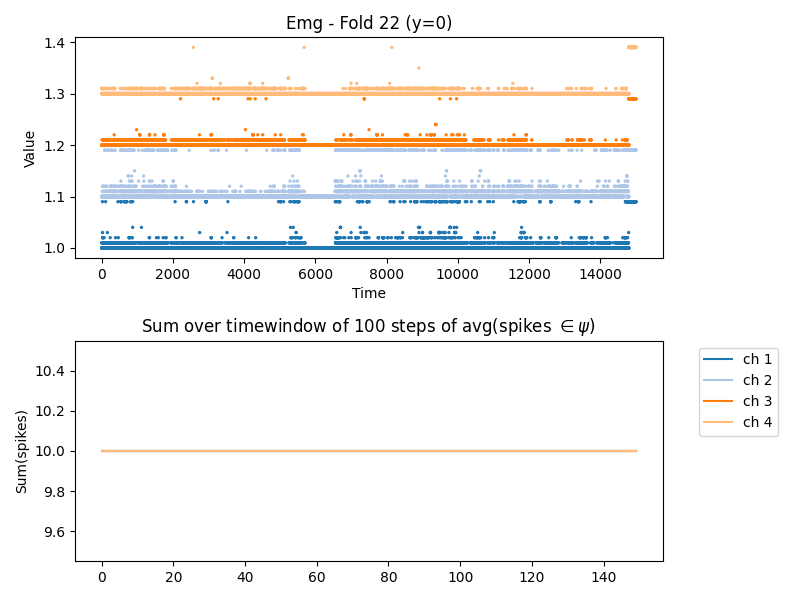 Emg - Fold 22 (y=0)
1.4
1.3
1.2
1.1
1.0
Value
0 2000 4000 6000 8000 10000 12000 14000
Time
Sum over timewindow of 100 steps of avg(spikes ∈ ψ)
10.4
10.2
10.0
9.8
9.6
Sum(spikes)
0 20 40 60 80 100 120 140
ch 1
ch 2
ch 3
ch 4